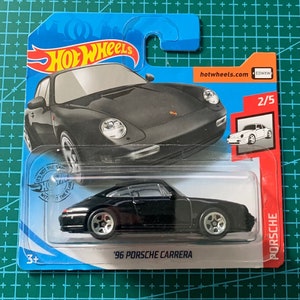 Hot Wheels
hotwheels.com
2/5
PORSCHE
'96 PORSCHE CARRERA
3+